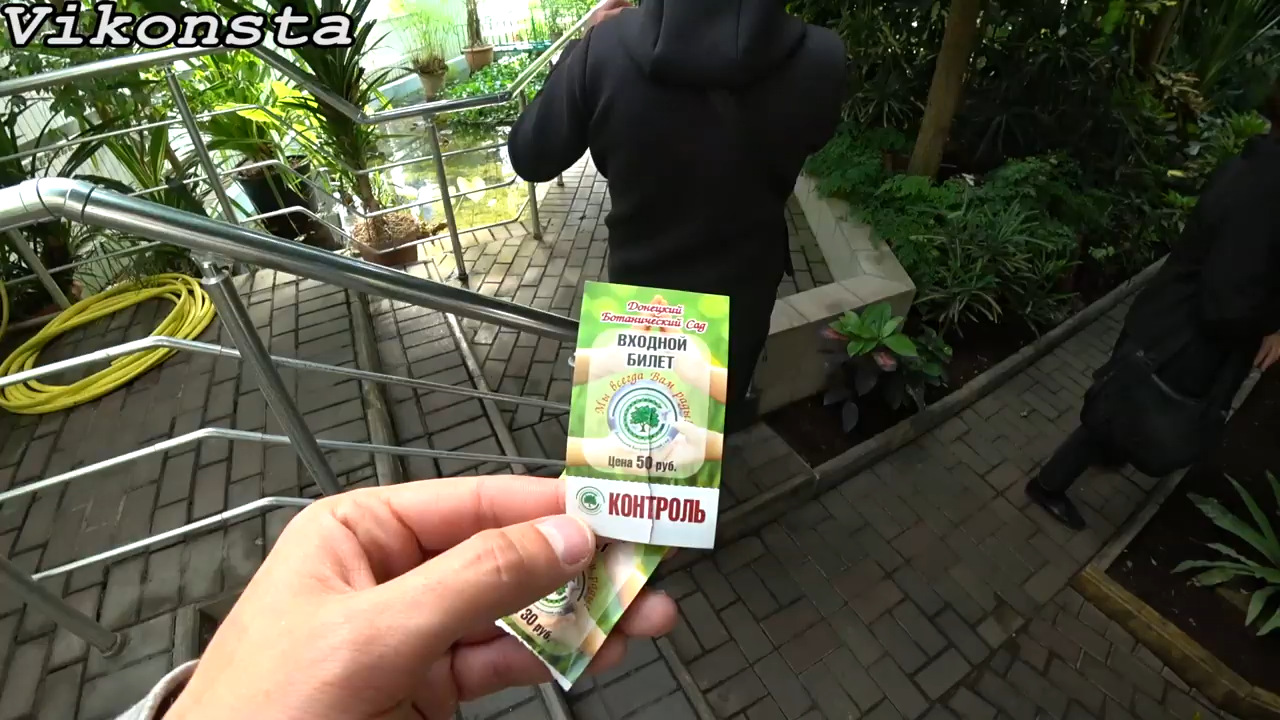 Vikonsta
Донецкий
Ботанический Сад
ВХОДНОЙ
БИЛЕТ
Мы всегда Вам рады!
Цена 50 руб.
КОНТРОЛЬ
30 руб.